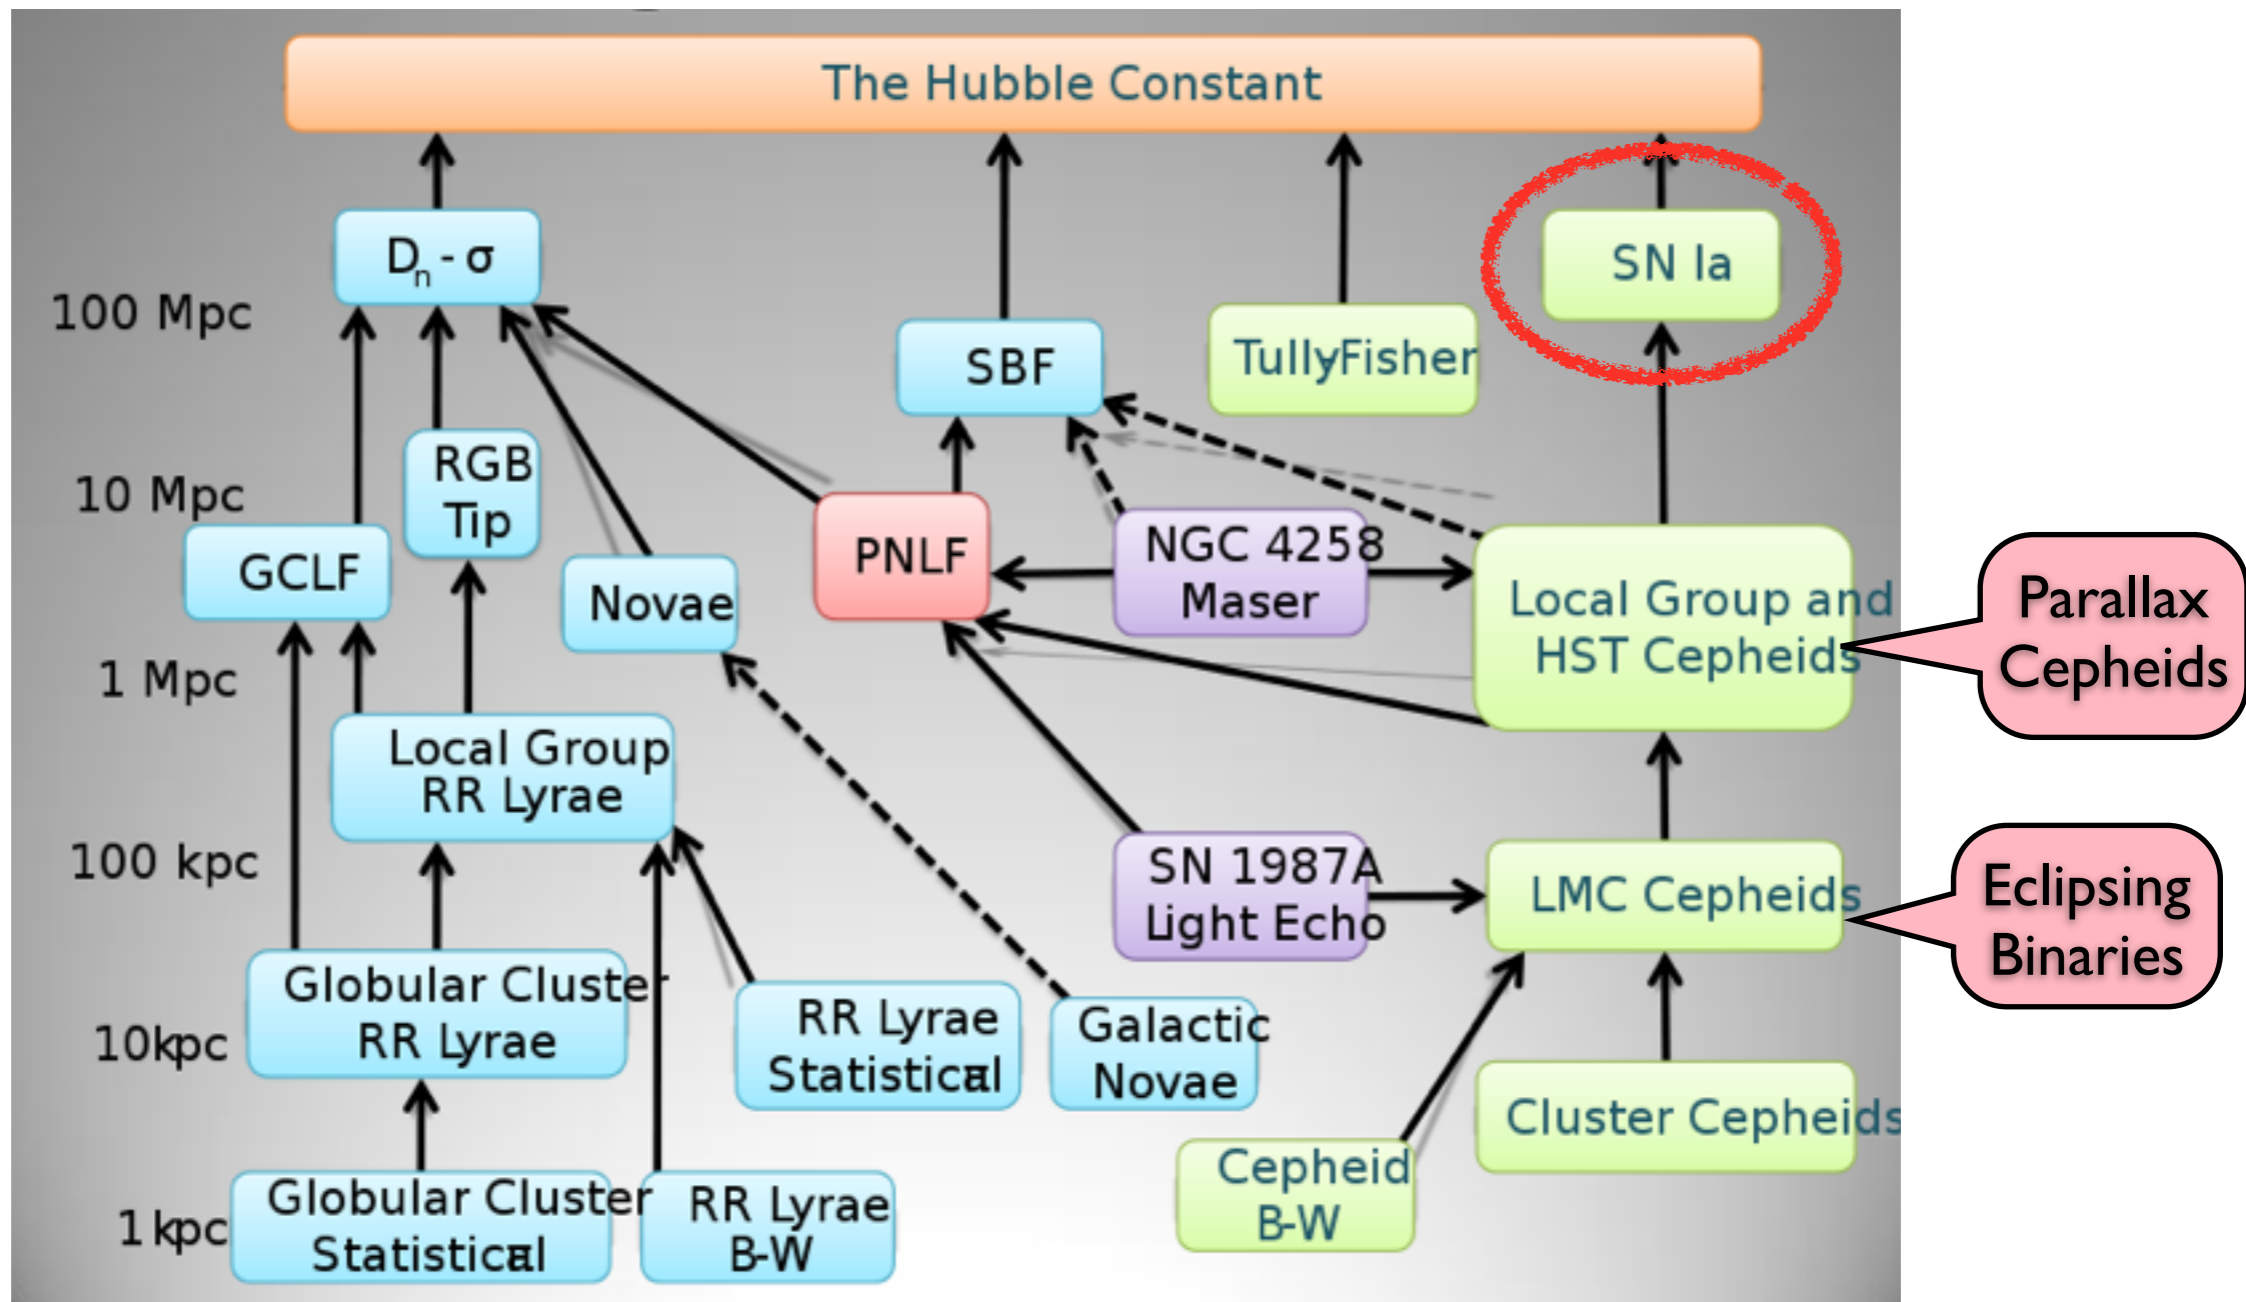 The Hubble Constant
Dn - σ
SN Ia
100 Mpc
SBF
Tully-Fisher
RGB
Tip
10 Mpc
GCLF
Novae
PNLF
NGC 4258
Maser
Local Group and
HST Cepheids
Parallax
Cepheids
1 Mpc
Local Group
RR Lyrae
100 kpc
SN 1987A
Light Echo
LMC Cepheids
Eclipsing
Binaries
Globular Cluster
RR Lyrae
10kpc
RR Lyrae
Statistical π
Galactic
Novae
Cluster Cepheids
Cepheid
B-W
1kpc
Globular Cluster
Statistical π
RR Lyrae
B-W